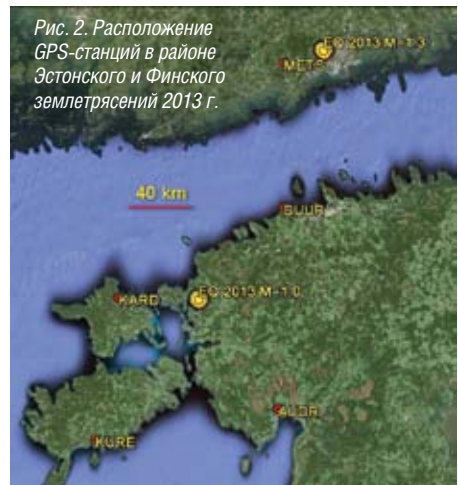 Рис. 2. Расположение
GPS-станций в районе
Эстонского и Финского
землетрясений 2013 г.
EQ 2013 M-1.3
METS
40 km
SUUR
EQ 2013 M-1.0
KARD
AUDR
KURE